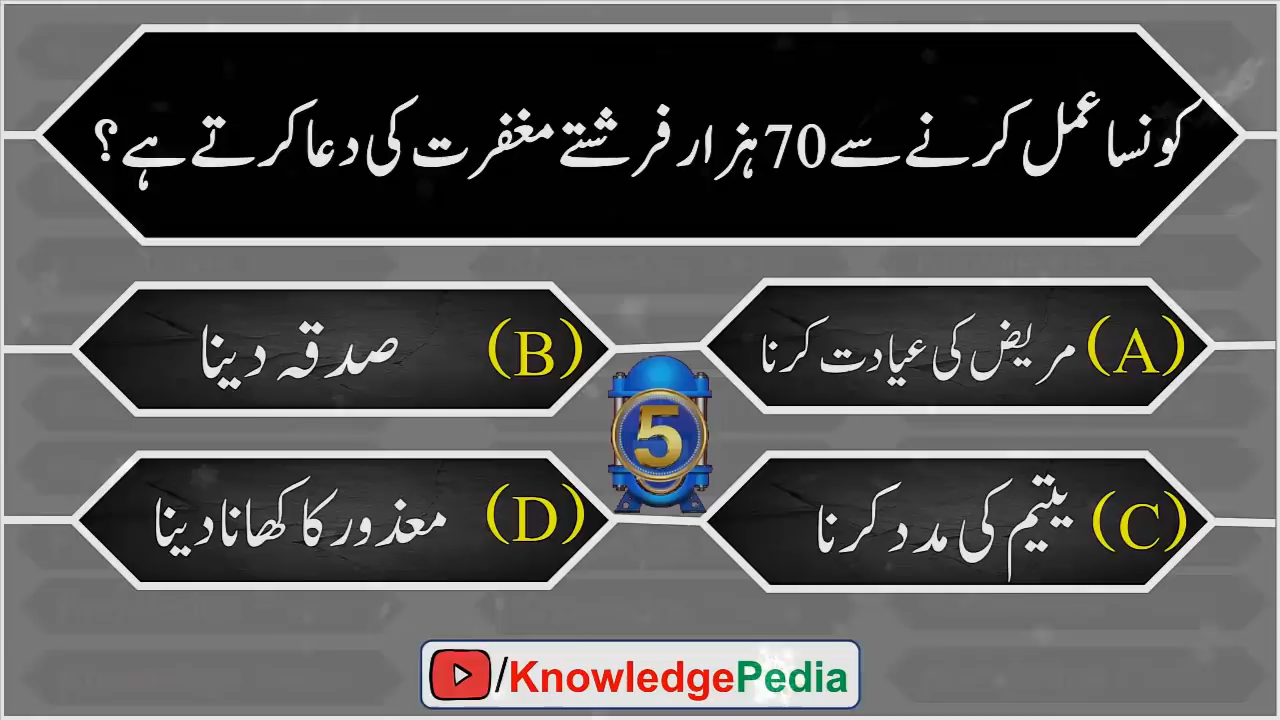 کونسا عمل کرنے سے 70 ہزار فرشتے مغفرت کی دعا کرتے ہے؟
(A) مریض کی عیادت کرنا
(B) صدقہ دینا
5
(C) یتیم کی مدد کرنا
(D) معذور کا کھانا دینا
/KnowledgePedia